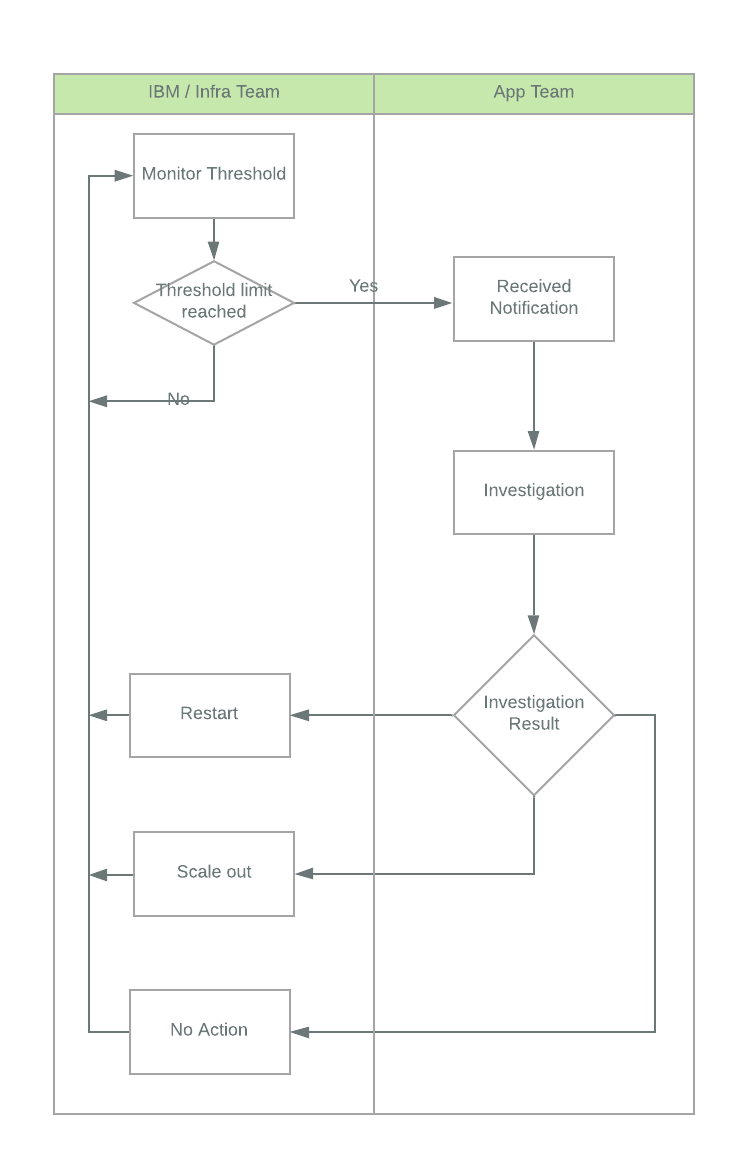 IBM / Infra Team
App Team
Monitor Threshold
Threshold limit
reached
Yes
Received
Notification
No
Investigation
Investigation
Result
Restart
Scale out
No Action